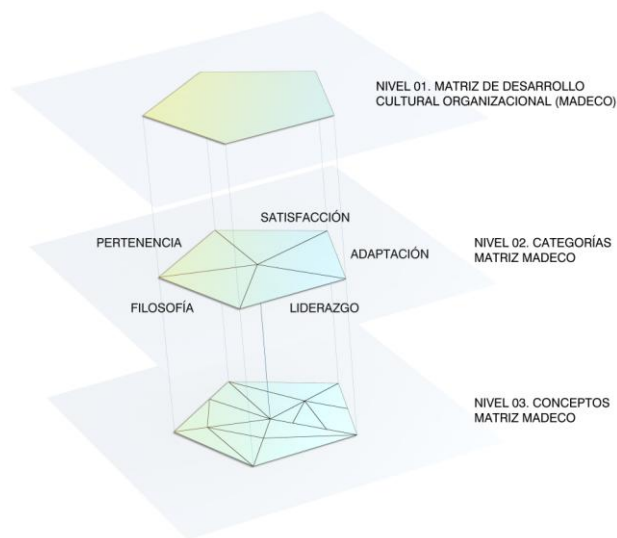 NIVEL 01. MATRIZ DE DESARROLLO
CULTURAL ORGANIZACIONAL (MADECO)
SATISFACCIÓN
PERTENENCIA
ADAPTACIÓN
NIVEL 02. CATEGORÍAS
MATRIZ MADECO
FILOSOFÍA
LIDERAZGO
NIVEL 03. CONCEPTOS
MATRIZ MADECO